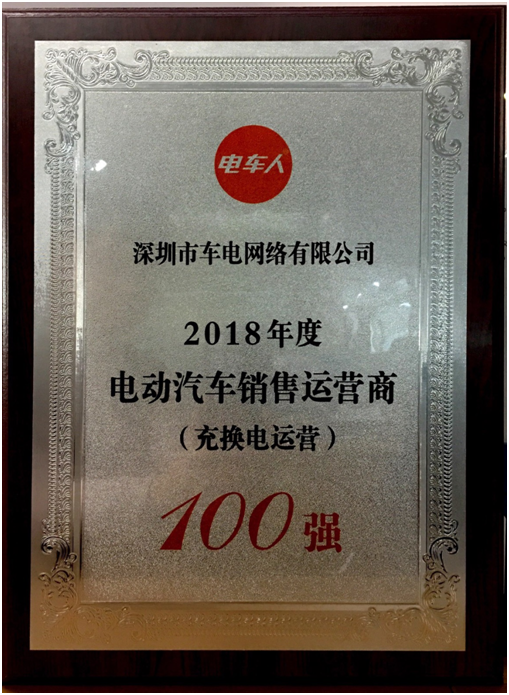 电车人
深圳市车电网络有限公司
2018年度
电动汽车销售运营商
（充换电运营）
100强